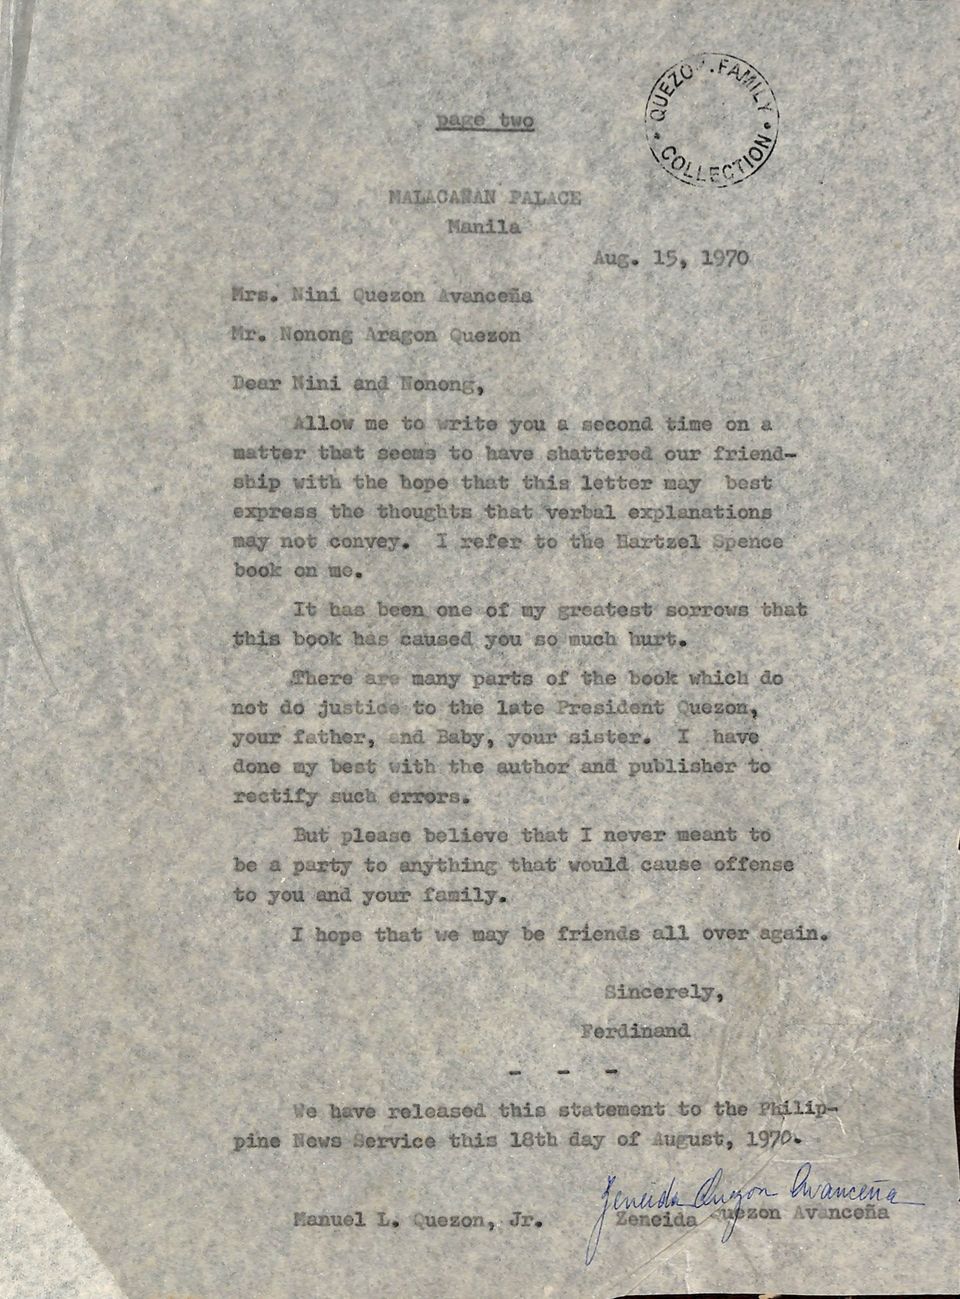 QUEZON FAMILY
COLLECTION
page two
MALACAÑAN PALACE
Manila
Aug. 15, 1970
Mrs. Nini Quezon Avanceña
Mr. Nonong Aragon Quezon
Dear Nini and Nonong,
Allow me to write you a second time on a
matter that seems to have shattered our friend-
ship with the hope that this letter may best
express the thoughts that verbal explanations
may not convey. I refer to the Hartzel Spence
book on me.
It has been one of my greatest sorrows that
this book has caused you so much hurt.
There are many parts of the book which do
not do justice to the late President Quezon,
your father, and Baby, your sister. I have
done my best with the author and publisher to
rectify such errors.
But please believe that I never meant to
be a party to anything that would cause offense
to you and your family.
I hope that we may be friends all over again.
Sincerely,
Ferdinand
- - -
We have released this statement to the Philip-
pine News Service this 18th day of August, 1970.
Zeneida Quezon Avanceña
Manuel L. Quezon, Jr. Zeneida Quezon Avanceña